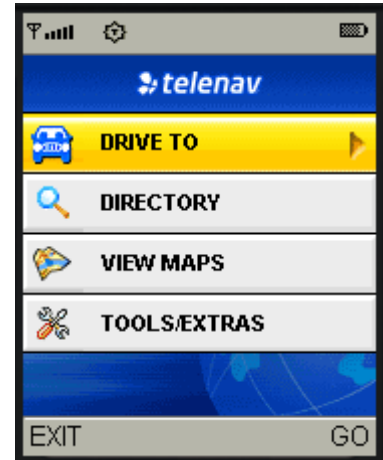 telenav
DRIVE TO
DIRECTORY
VIEW MAPS
TOOLS/EXTRAS
EXIT GO